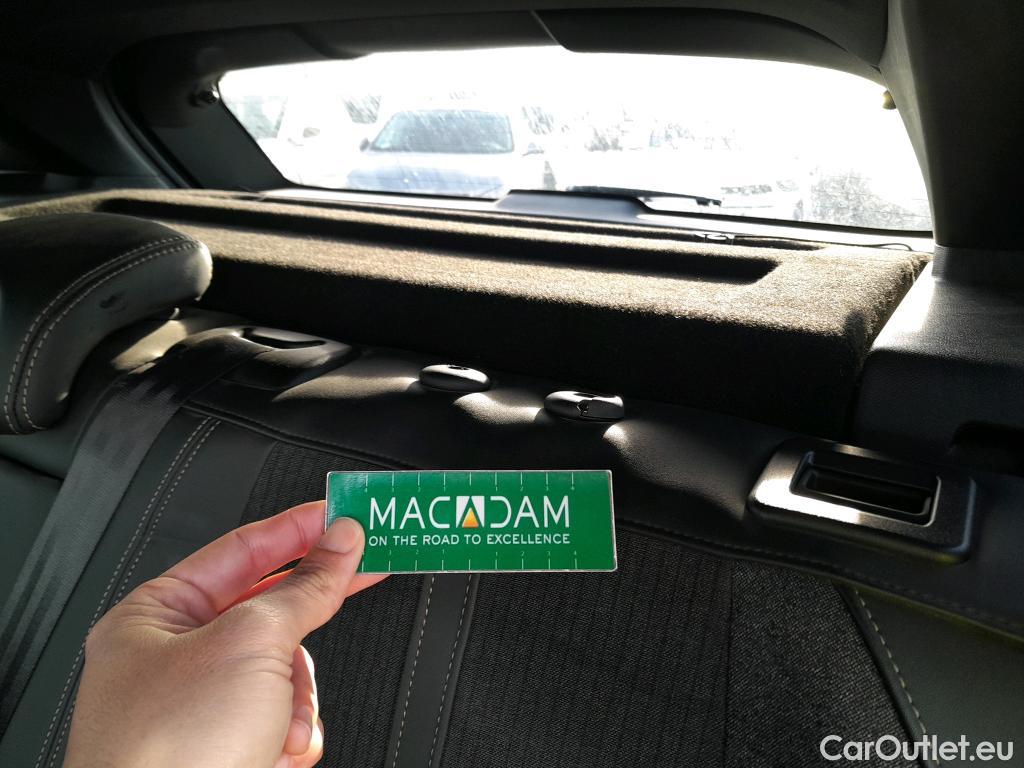 MACADAM
ON THE ROAD TO EXCELLENCE
CarOutlet.eu